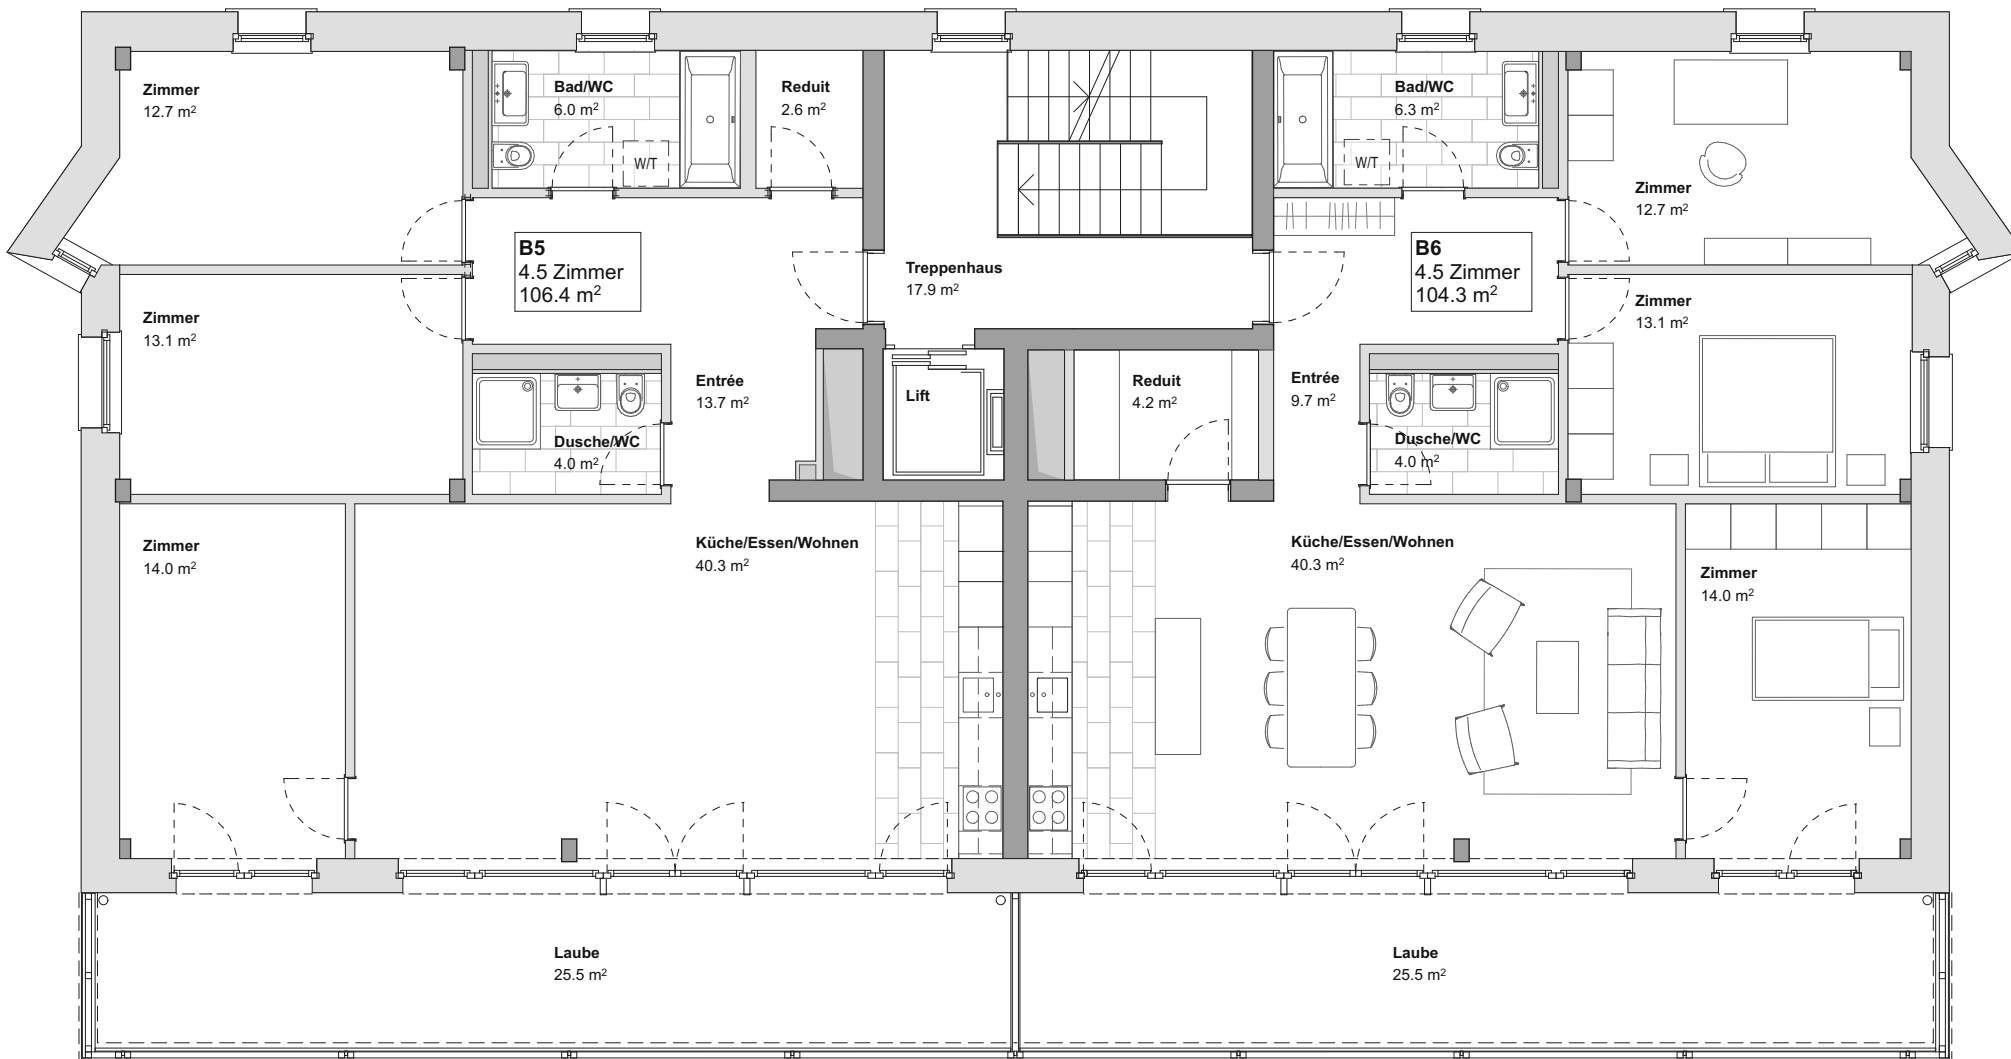 Zimmer
12.7 m²
Bad/WC
6.0 m²
W/T
Reduit
2.6 m²
Bad/WC
6.3 m²
W/T
Zimmer
12.7 m²
B5
4.5 Zimmer
106.4 m²
Treppenhaus
17.9 m²
B6
4.5 Zimmer
104.3 m²
Zimmer
13.1 m²
Zimmer
13.1 m²
Entrée
13.7 m²
Lift
Reduit
4.2 m²
Entrée
9.7 m²
Dusche/WC
4.0 m²
Dusche/WC
4.0 m²
Zimmer
14.0 m²
Küche/Essen/Wohnen
40.3 m²
Küche/Essen/Wohnen
40.3 m²
Zimmer
14.0 m²
Laube
25.5 m²
Laube
25.5 m²